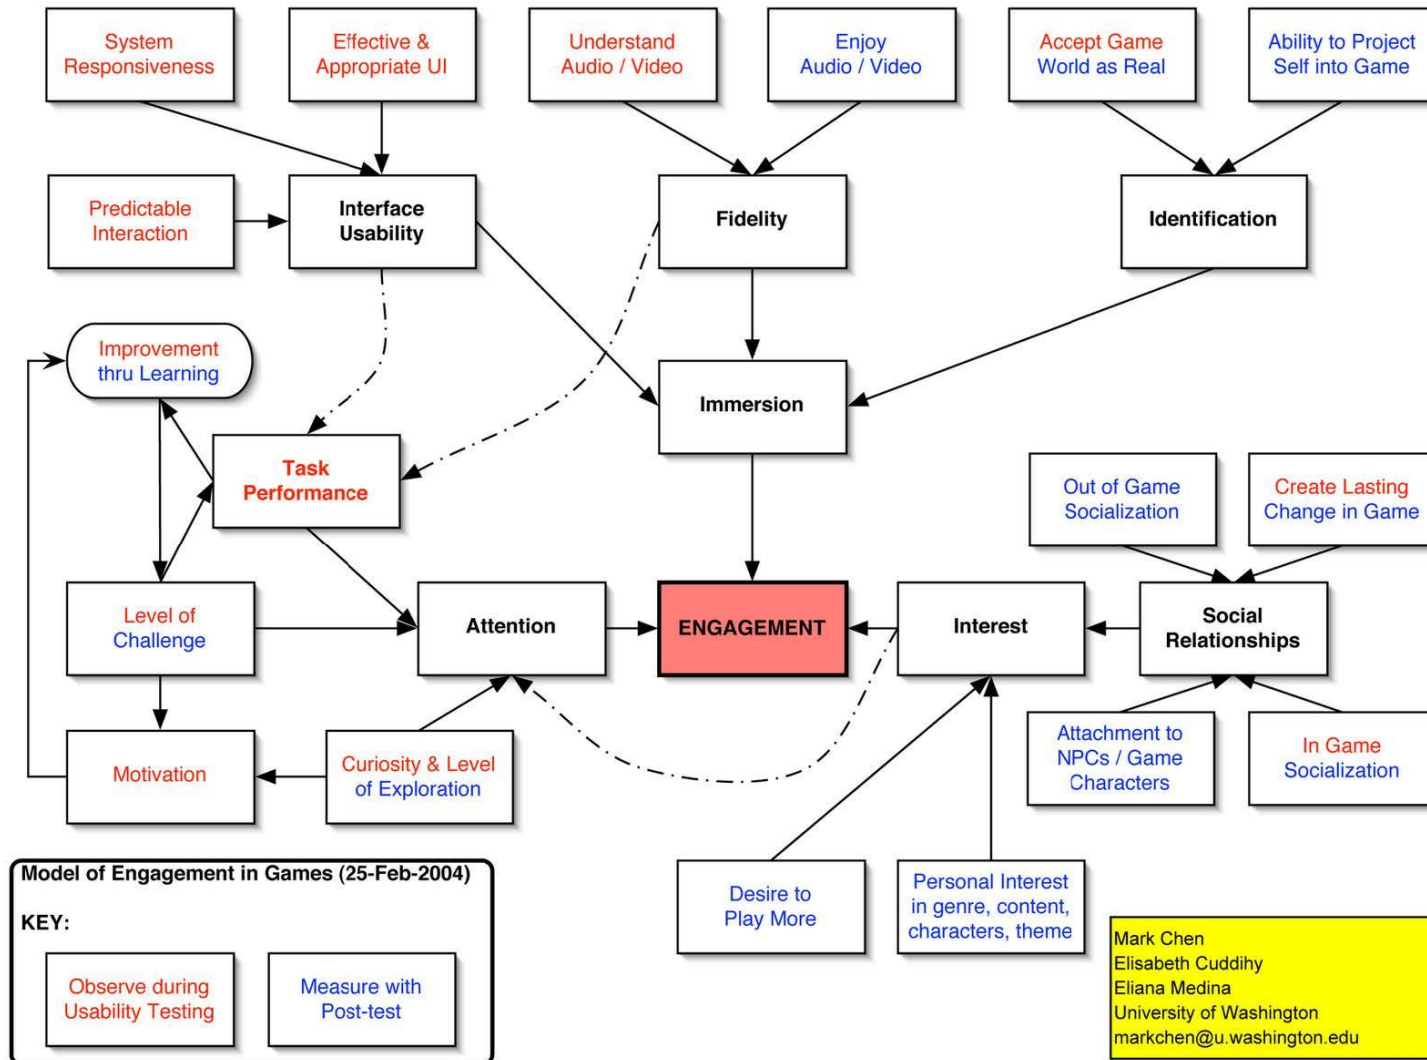 System
Responsiveness
Effective &
Appropriate UI
Understand
Audio / Video
Enjoy
Audio / Video
Accept Game
World as Real
Ability to Project
Self into Game
Predictable
Interaction
Interface
Usability
Fidelity
Identification
Improvement
thru Learning
Immersion
Task
Performance
Out of Game
Socialization
Create Lasting
Change in Game
Level of
Challenge
Attention
ENGAGEMENT
Interest
Social
Relationships
Motivation
Curiosity & Level
of Exploration
Attachment to
NPCs / Game
Characters
In Game
Socialization
Model of Engagement in Games (25-Feb-2004)
KEY:
Observe during
Usability Testing
Measure with
Post-test
Desire to
Play More
Personal Interest
in genre, content,
characters, theme
Mark Chen
Elisabeth Cuddihy
Eliana Medina
University of Washington
markchen@u.washington.edu